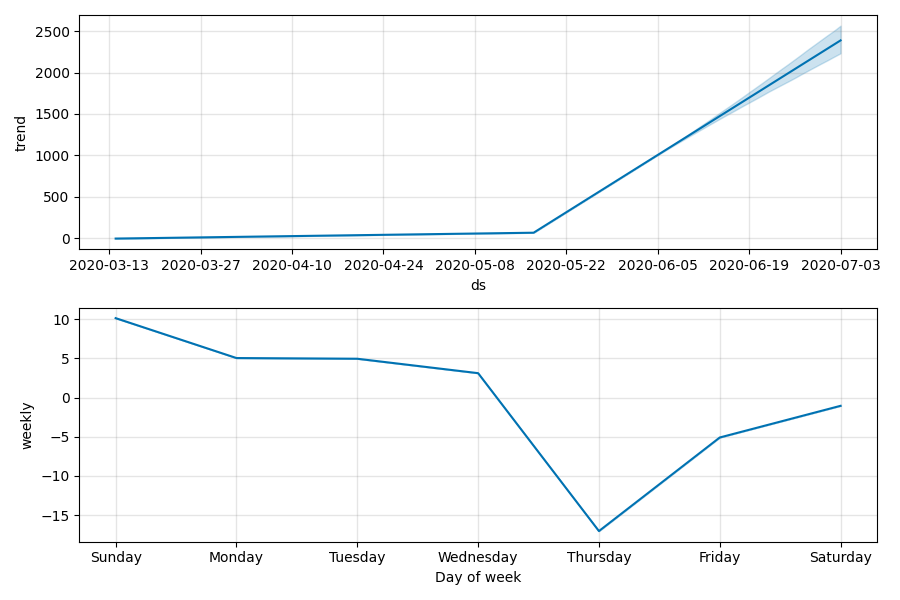 2500
2000
1500
1000
500
0
trend
2020-03-13 2020-03-27 2020-04-10 2020-04-24 2020-05-08 2020-05-22 2020-06-05 2020-06-19 2020-07-03
ds
10
5
0
−5
−10
−15
weekly
Sunday Monday Tuesday Wednesday Thursday Friday Saturday
Day of week